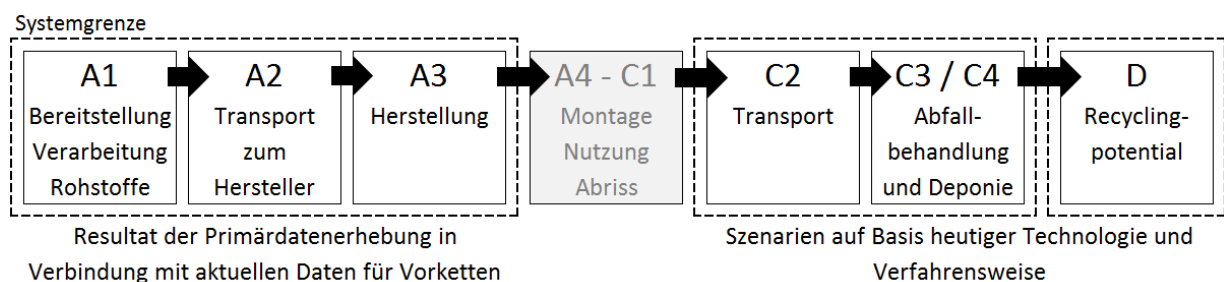 Systemgrenze
A1
Bereitstellung
Verarbeitung
Rohstoffe
A2
Transport
zum
Hersteller
A3
Herstellung
A4 - C1
Montage
Nutzung
Abriss
C2
Transport
C3 / C4
Abfall-
behandlung
und Deponie
D
Recycling-
potential
Resultat der Primärdatenerhebung in
Verbindung mit aktuellen Daten für Vorketten
Szenarien auf Basis heutiger Technologie und
Verfahrensweise